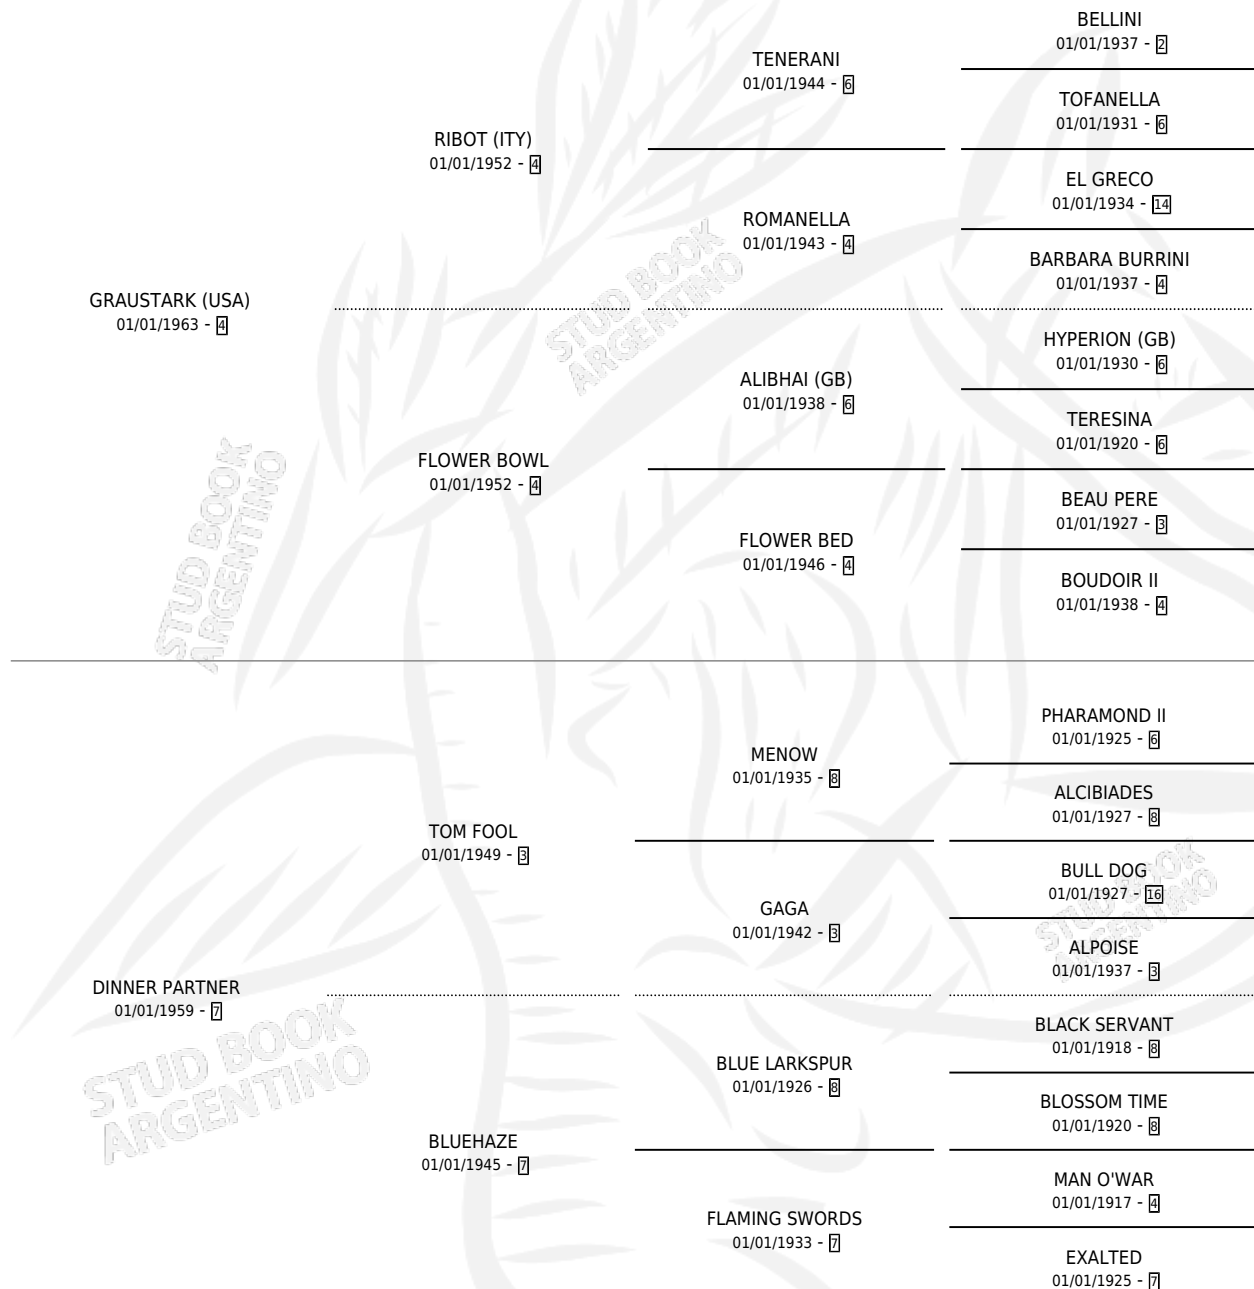 BELLINI
01/01/1937 - 2
TENERANI
01/01/1944 - 6
TOFANELLA
01/01/1931 - 6
RIBOT (ITY)
01/01/1952 - 4
EL GRECO
01/01/1934 - 14
ROMANELLA
01/01/1943 - 4
BARBARA BURRINI
01/01/1937 - 4
GRAUSTARK (USA)
01/01/1963 - 4
HYPERION (GB)
01/01/1930 - 6
ALIBHAI (GB)
01/01/1938 - 6
TERESINA
01/01/1920 - 6
FLOWER BOWL
01/01/1952 - 4
BEAU PERE
01/01/1927 - 3
FLOWER BED
01/01/1946 - 4
BOUDOIR II
01/01/1938 - 4
PHARAMOND II
01/01/1925 - 6
MENOW
01/01/1935 - 8
ALCIBIADES
01/01/1927 - 8
TOM FOOL
01/01/1949 - 3
BULL DOG
01/01/1927 - 16
GAGA
01/01/1942 - 3
ALPOISE
01/01/1937 - 3
DINNER PARTNER
01/01/1959 - 7
BLACK SERVANT
01/01/1918 - 8
BLUE LARKSPUR
01/01/1926 - 8
BLOSSOM TIME
01/01/1920 - 8
BLUEHAZE
01/01/1945 - 7
MAN O'WAR
01/01/1917 - 4
FLAMING SWORDS
01/01/1933 - 7
EXALTED
01/01/1925 - 7
STUD BOOK
ARGENTINO
STUD BOOK
ARGENTINO
STUD BOOK
ARGENTINO
STUD BOOK
ARGENTINO